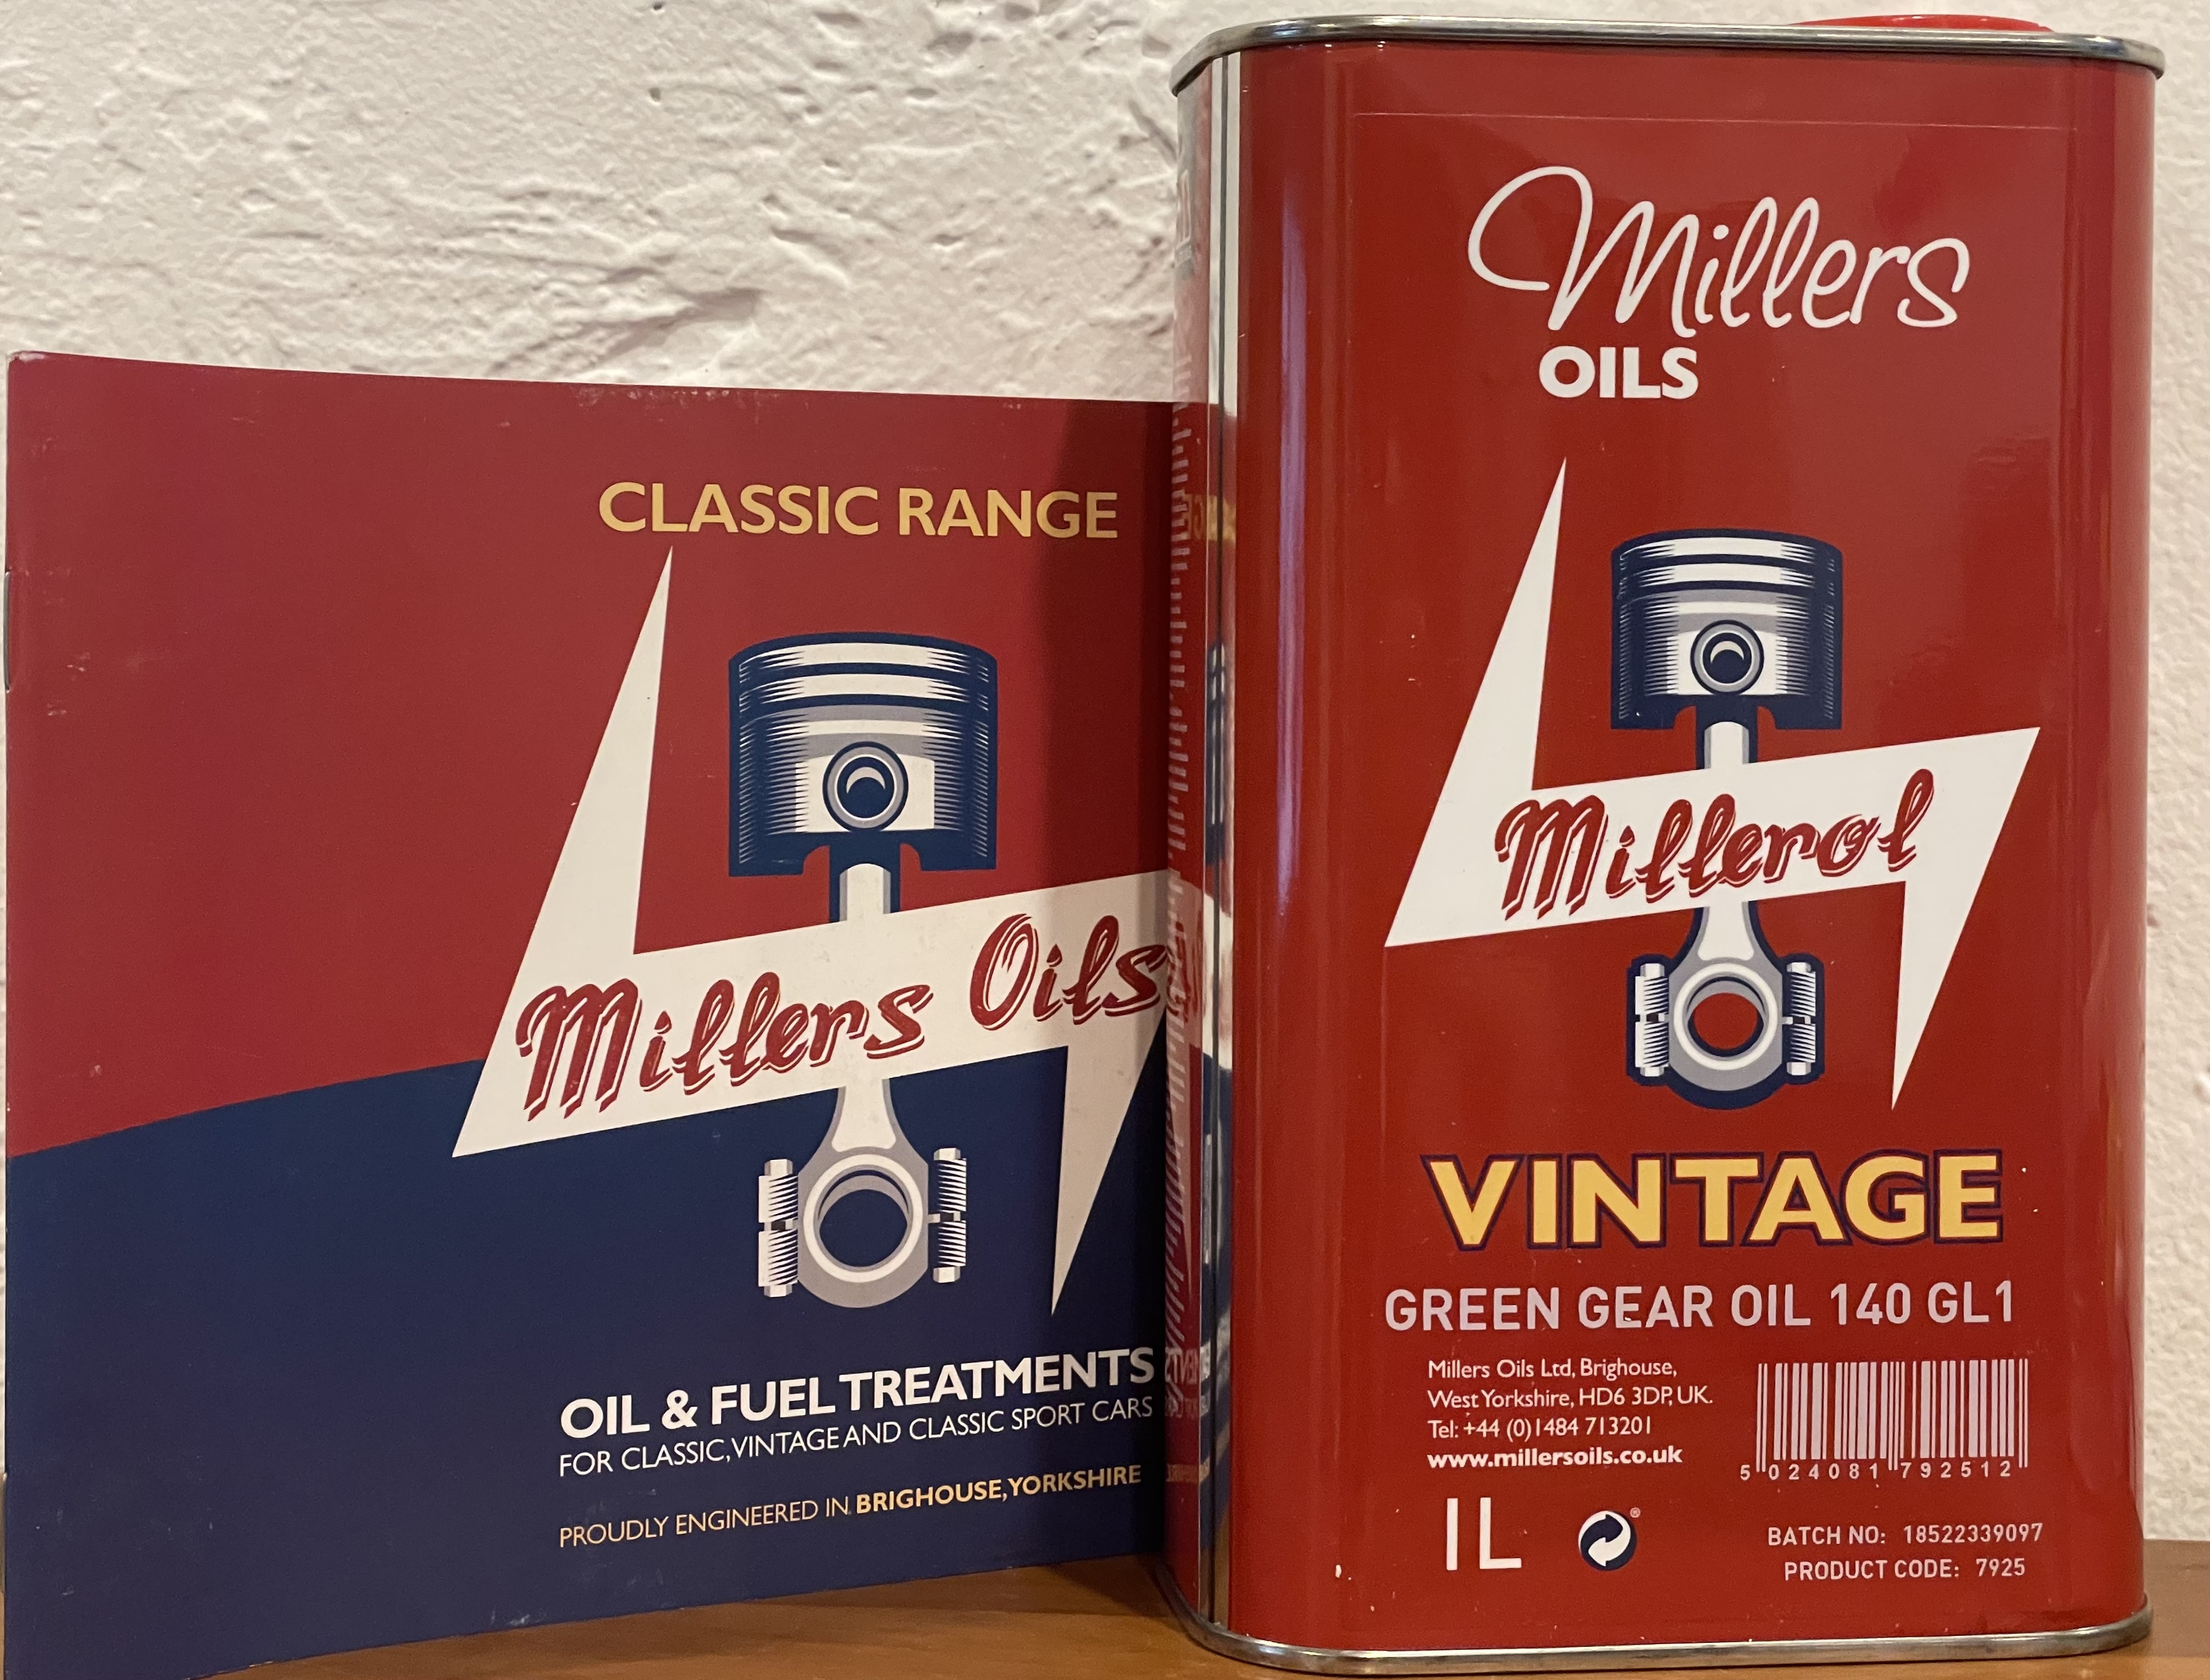 CLASSIC RANGE
Millers Oils
OIL & FUEL TREATMENTS
FOR CLASSIC, VINTAGE AND CLASSIC SPORT CARS
PROUDLY ENGINEERED IN BRIGHOUSE, YORKSHIRE
Millers
OILS
Millerol
VINTAGE
GREEN GEAR OIL 140 GL1
Millers Oils Ltd, Brighouse,
West Yorkshire, HD6 3DP, UK.
Tel: +44 (0)1484 713201
www.millersoils.co.uk
5 024081 792512
1L
®
BATCH NO: 18522339097
PRODUCT CODE: 7925